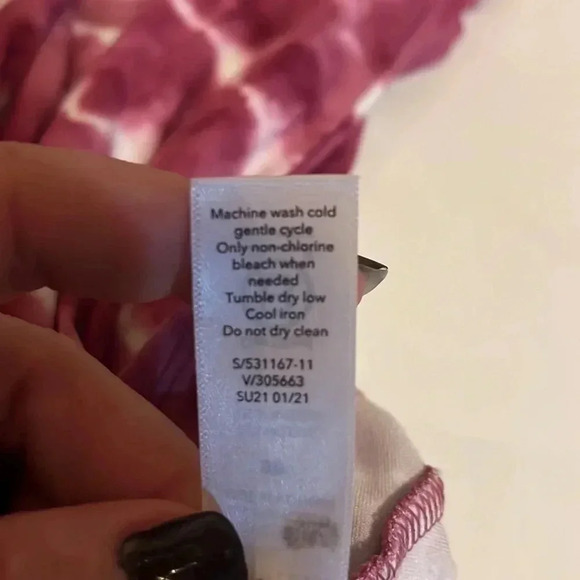 Machine wash cold
gentle cycle
Only non-chlorine
bleach when
needed
Tumble dry low
Cool iron
Do not dry clean
S/531167-11
V/305663
SU21 01/21